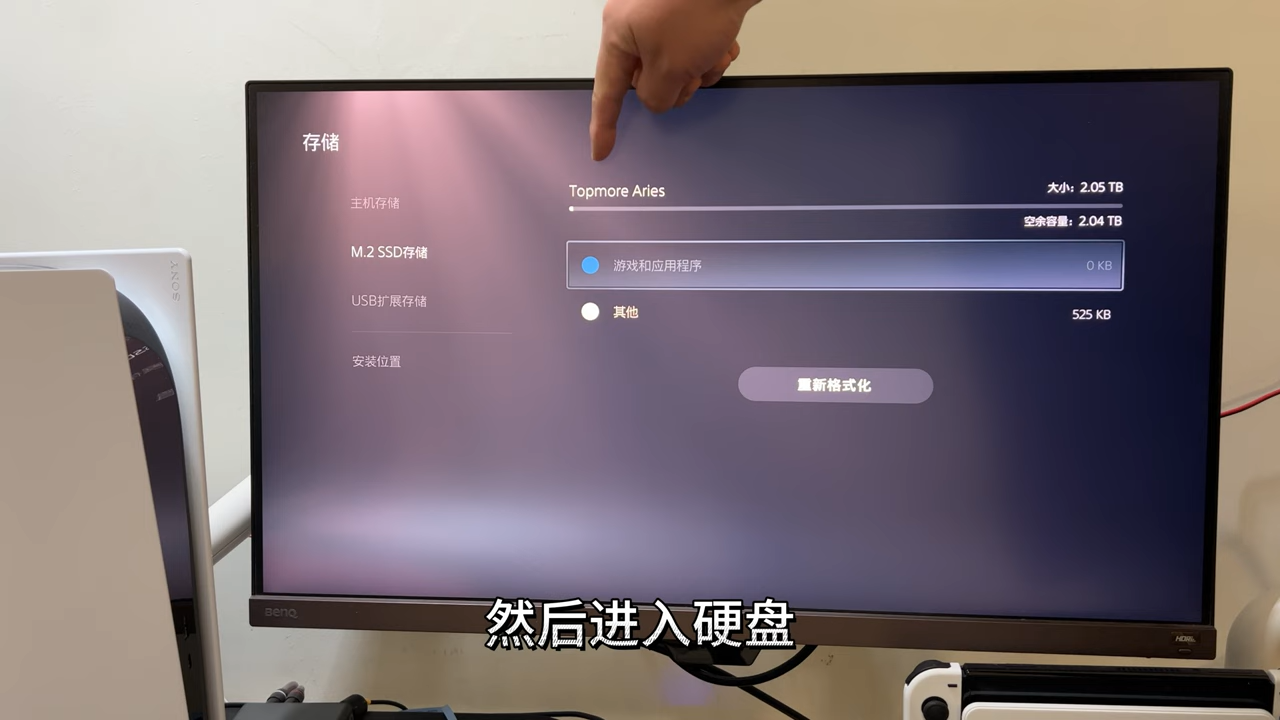 存储
主机存储
M.2 SSD存储
USB扩展存储
安装位置
Topmore Aries
大小: 2.05 TB
空余容量: 2.04 TB
游戏和应用程序
0 KB
其他
525 KB
重新格式化
SONY
BenQ
HDRi
然后进入硬盘